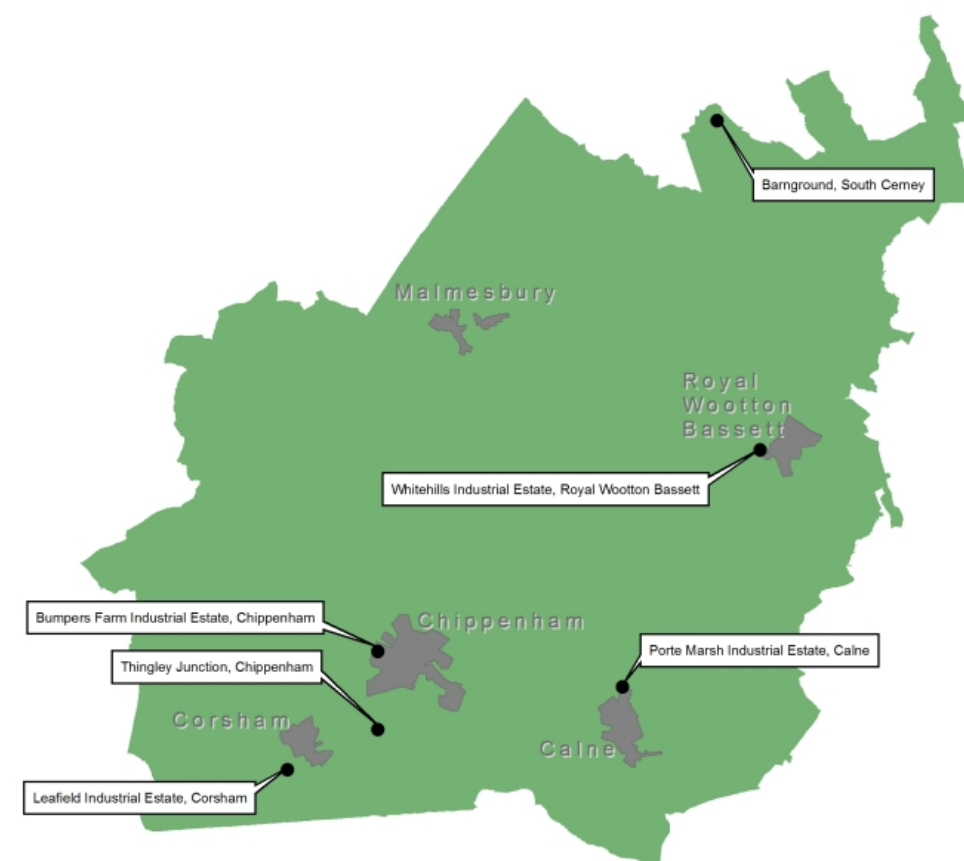 Barnground, South Cerney
Malmesbury
Royal
Wootton
Bassett
Whitehills Industrial Estate, Royal Wootton Bassett
Bumpers Farm Industrial Estate, Chippenham
Chippenham
Porte Marsh Industrial Estate, Calne
Thingley Junction, Chippenham
Corsham
Calne
Leafield Industrial Estate, Corsham